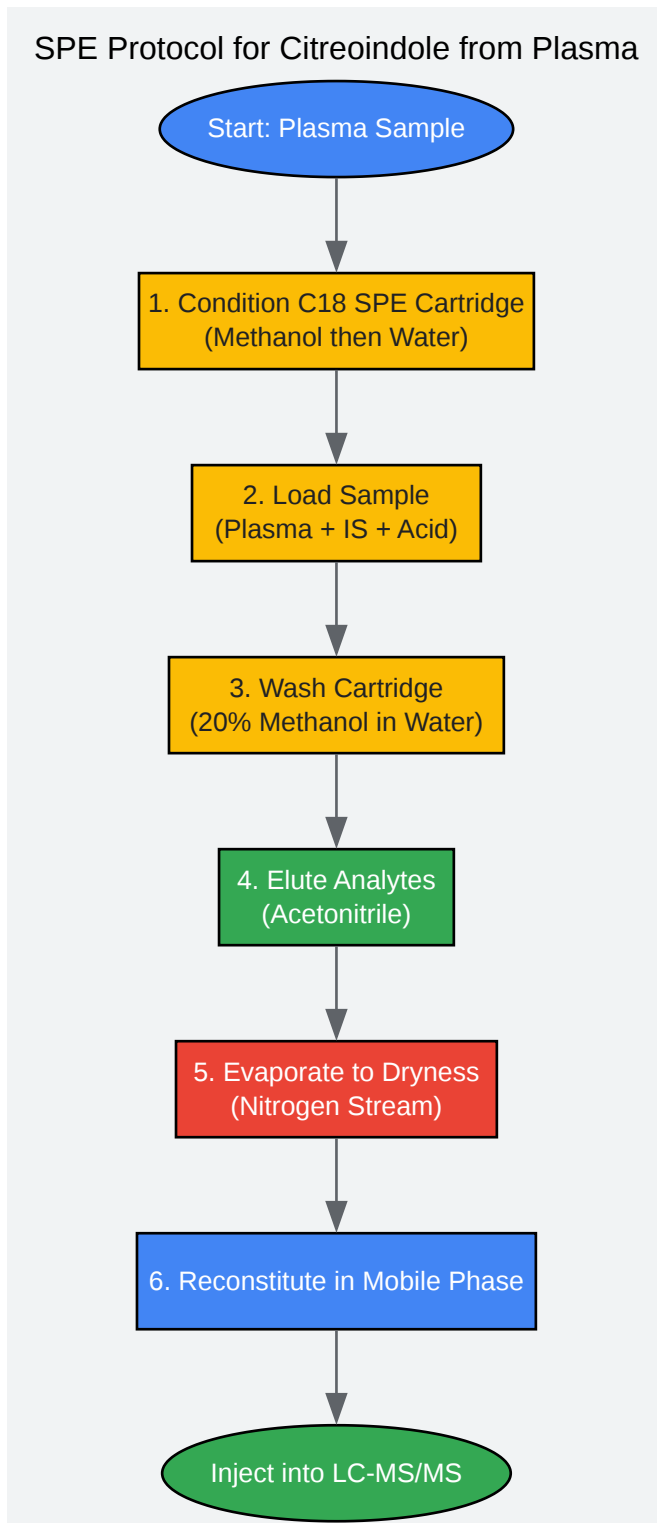 SPE Protocol for Citreoindole from Plasma
Start: Plasma Sample
1. Condition C18 SPE Cartridge
(Methanol then Water)
2. Load Sample
(Plasma + IS + Acid)
3. Wash Cartridge
(20% Methanol in Water)
4. Elute Analytes
(Acetonitrile)
5. Evaporate to Dryness
(Nitrogen Stream)
6. Reconstitute in Mobile Phase
Inject into LC-MS/MS